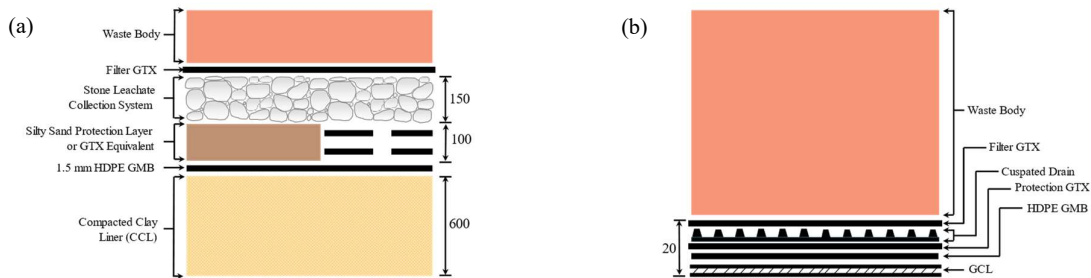 (a)
Waste Body
Filter GTX
Stone Leachate
Collection System
150
Silty Sand Protection Layer
or GTX Equivalent
100
1.5 mm HDPE GMB
Compacted Clay
Liner (CCL)
600
(b)
Waste Body
Filter GTX
Cuspated Drain
Protection GTX
HDPE GMB
20
GCL